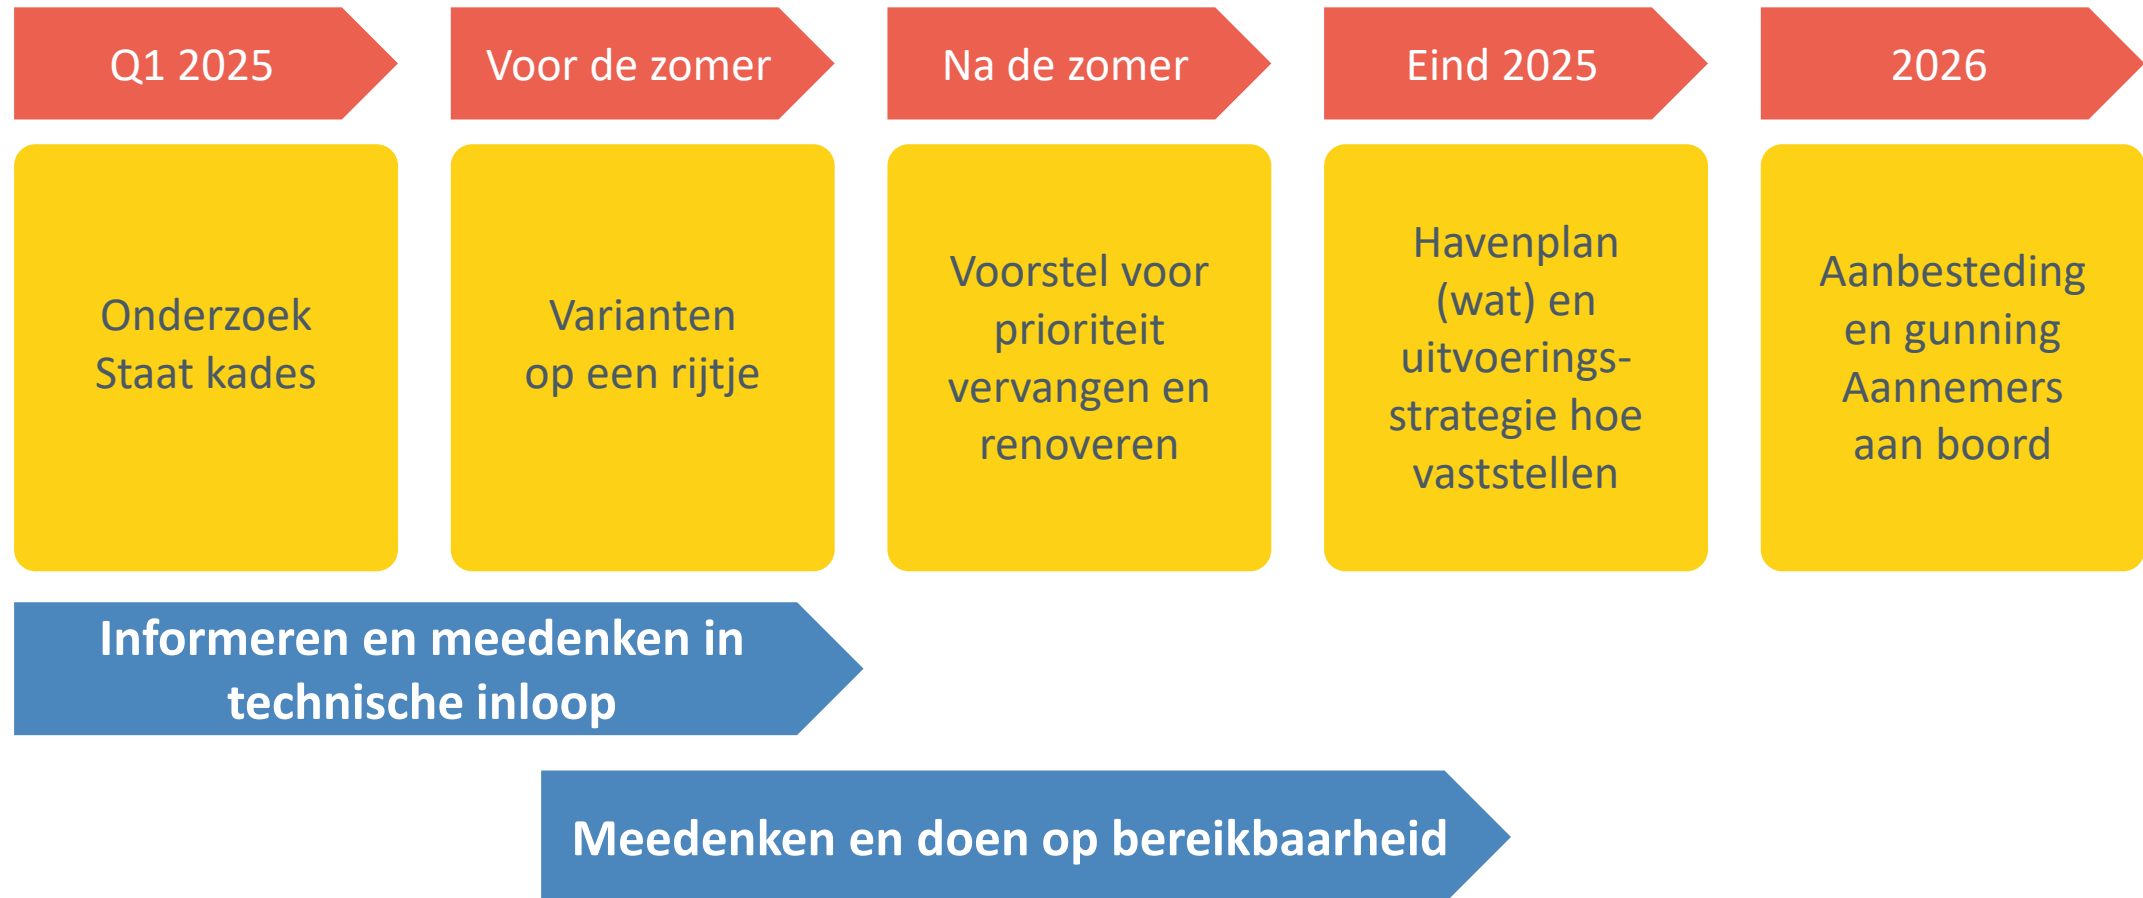 Q1 2025
Voor de zomer
Na de zomer
Eind 2025
2026
Onderzoek
Staat kades
Varianten
op een rijtje
Voorstel voor
prioriteit
vervangen en
renoveren
Havenplan
(wat) en
uitvoerings-
strategie hoe
vaststellen
Aanbesteding
en gunning
Aannemers
aan boord
Informeren en meedenken in
technische inloop
Meedenken en doen op bereikbaarheid